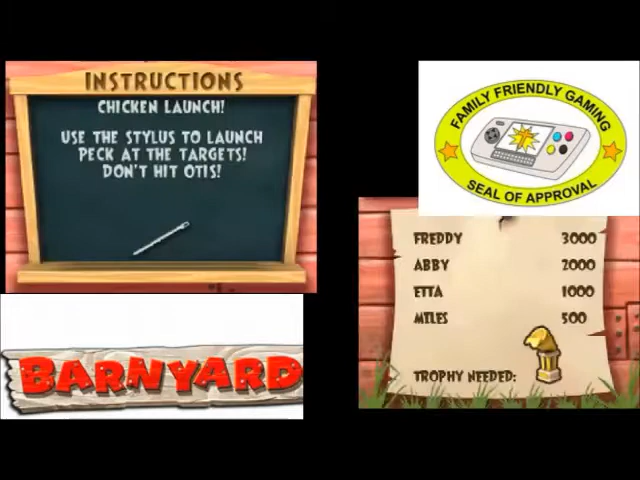 INSTRUCTIONS
CHICKEN LAUNCH!
USE THE STYLUS TO LAUNCH
PECK AT THE TARGETS!
DON'T HIT OTIS!
FAMILY FRIENDLY GAMING
SEAL OF APPROVAL
FREDDY 3000
ABBY 2000
ETTA 1000
MILES 500
TROPHY NEEDED:
BARNYARD